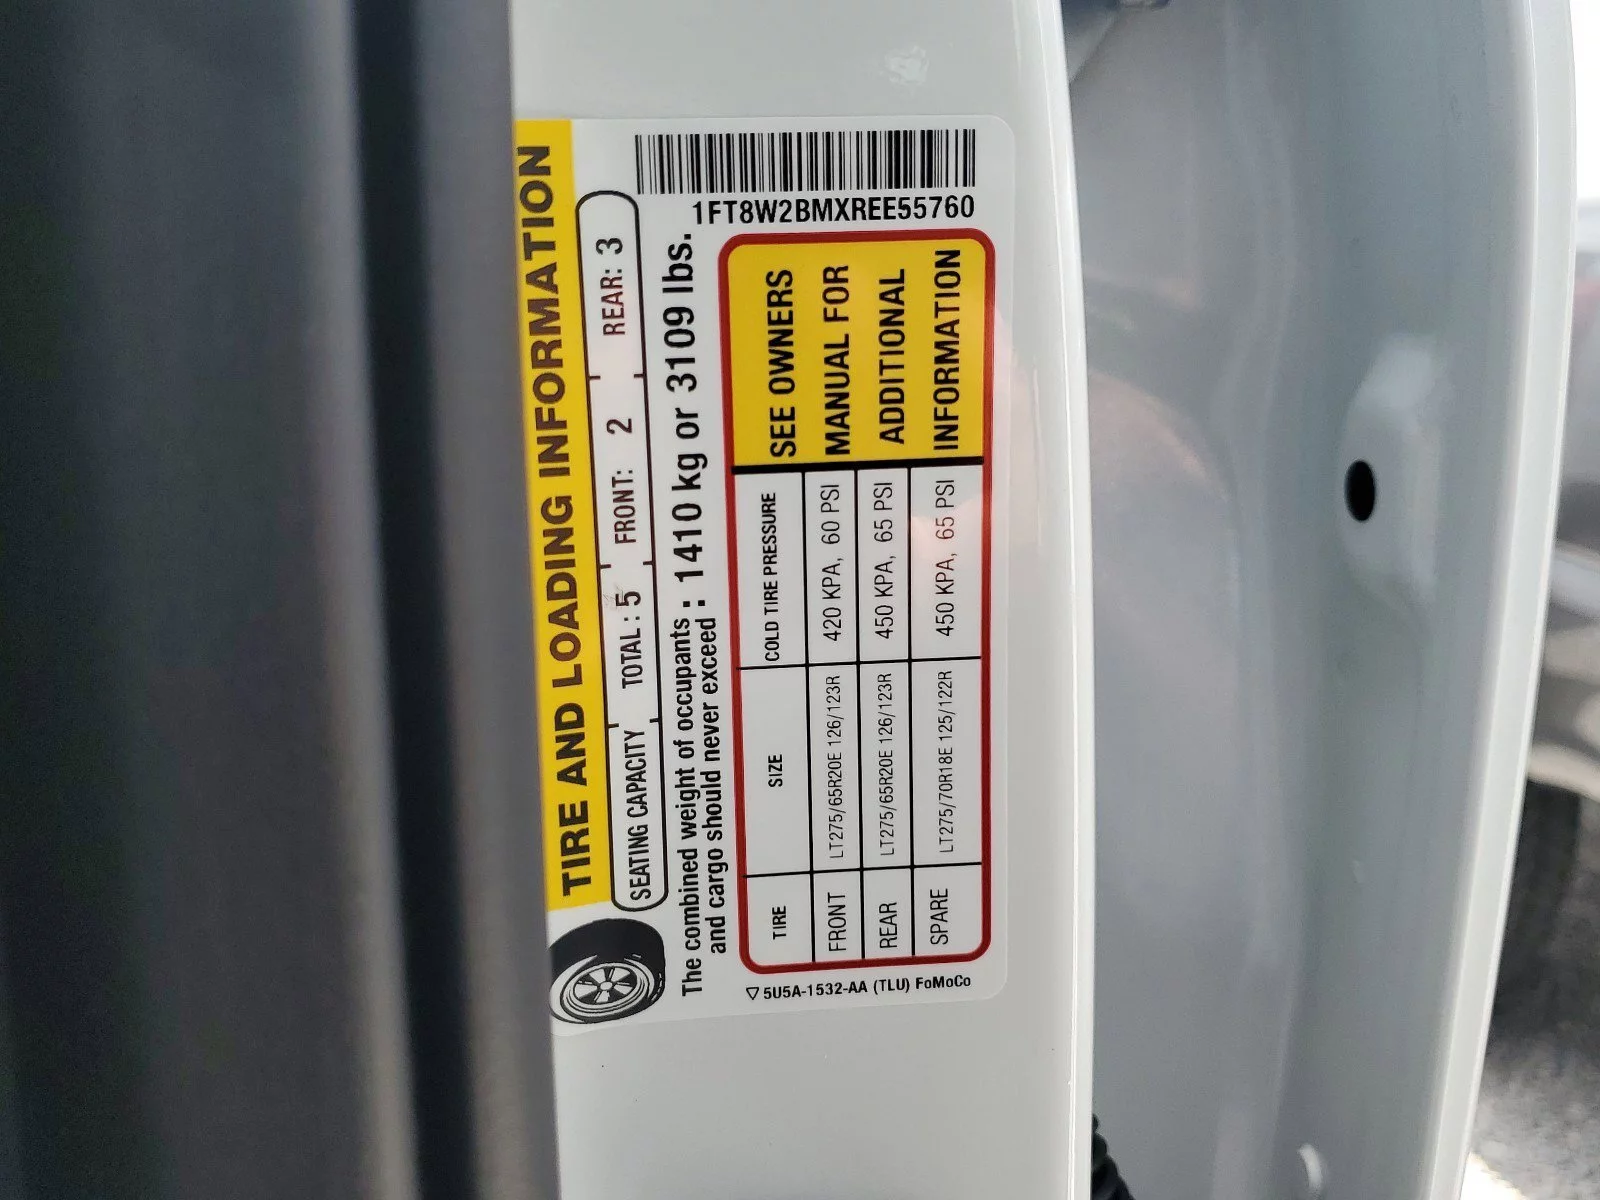 TIRE AND LOADING INFORMATION
SEATING CAPACITY TOTAL : 5 FRONT: 2 REAR: 3
The combined weight of occupants
and cargo should never exceed : 1410 kg or 3109 lbs.
1FT8W2BMXREE55760
TIRE SIZE COLD TIRE PRESSURE
FRONT LT275/65R20E 126/123R 420 KPA, 60 PSI
REAR LT275/65R20E 126/123R 450 KPA, 65 PSI
SPARE LT275/70R18E 125/122R 450 KPA, 65 PSI
SEE OWNERS
MANUAL FOR
ADDITIONAL
INFORMATION
5U5A-1532-AA (TLU) FoMoCo